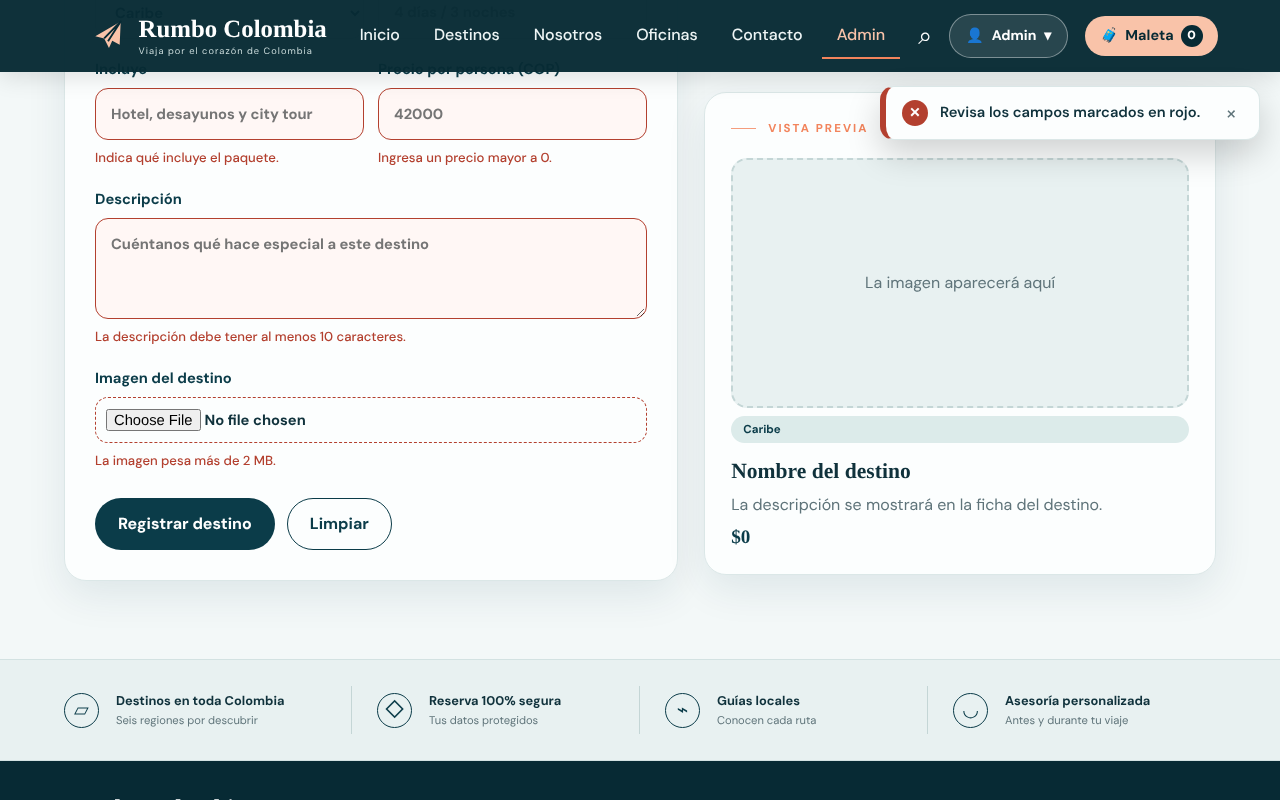 Rumbo Colombia
Viaja por el corazón de Colombia
Inicio
Destinos
Nosotros
Oficinas
Contacto
Admin
Admin ▾
Maleta 0
Incluye
Precio por persona (COP)
Hotel, desayunos y city tour
42000
Indica qué incluye el paquete.
Ingresa un precio mayor a 0.
Descripción
Cuéntanos qué hace especial a este destino
La descripción debe tener al menos 10 caracteres.
Imagen del destino
Choose File No file chosen
La imagen pesa más de 2 MB.
Registrar destino
Limpiar
Revisa los campos marcados en rojo. ×
VISTA PREVIA
La imagen aparecerá aquí
Caribe
Nombre del destino
La descripción se mostrará en la ficha del destino.
$0
Destinos en toda Colombia
Seis regiones por descubrir
Reserva 100% segura
Tus datos protegidos
Guías locales
Conocen cada ruta
Asesoría personalizada
Antes y durante tu viaje